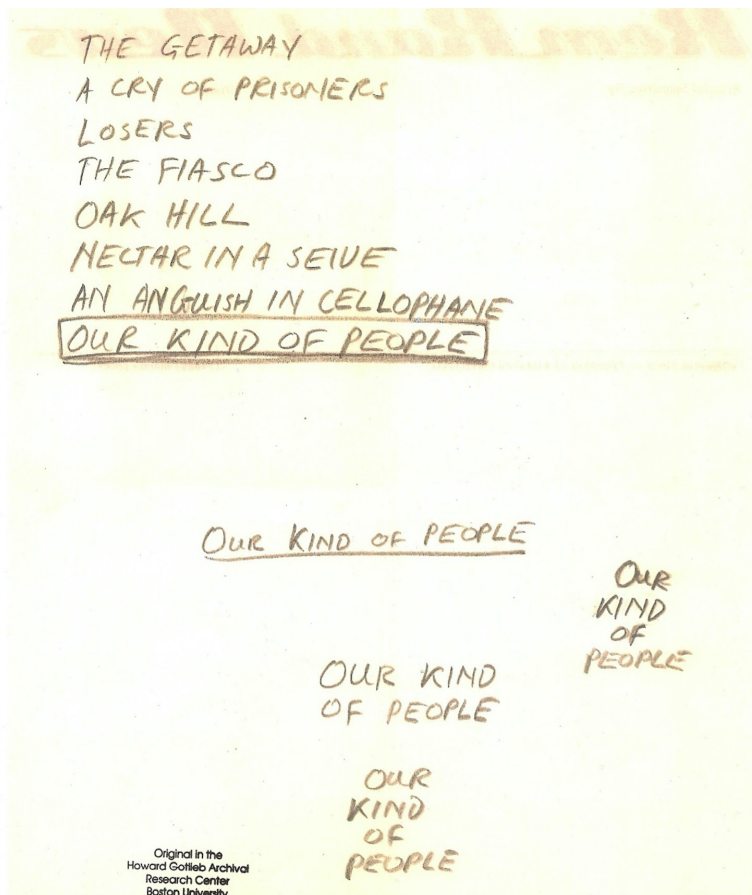 THE GETAWAY
A CRY OF PRISONERS
LOSERS
THE FIASCO
OAK HILL
NECTAR IN A SEIVE
AN ANGUISH IN CELLOPHANE
OUR KIND OF PEOPLE
OUR KIND OF PEOPLE
OUR
KIND
OF
PEOPLE
OUR KIND
OF PEOPLE
OUR
KIND
OF
PEOPLE
Original in the
Howard Gotlieb Archival
Research Center
Boston University